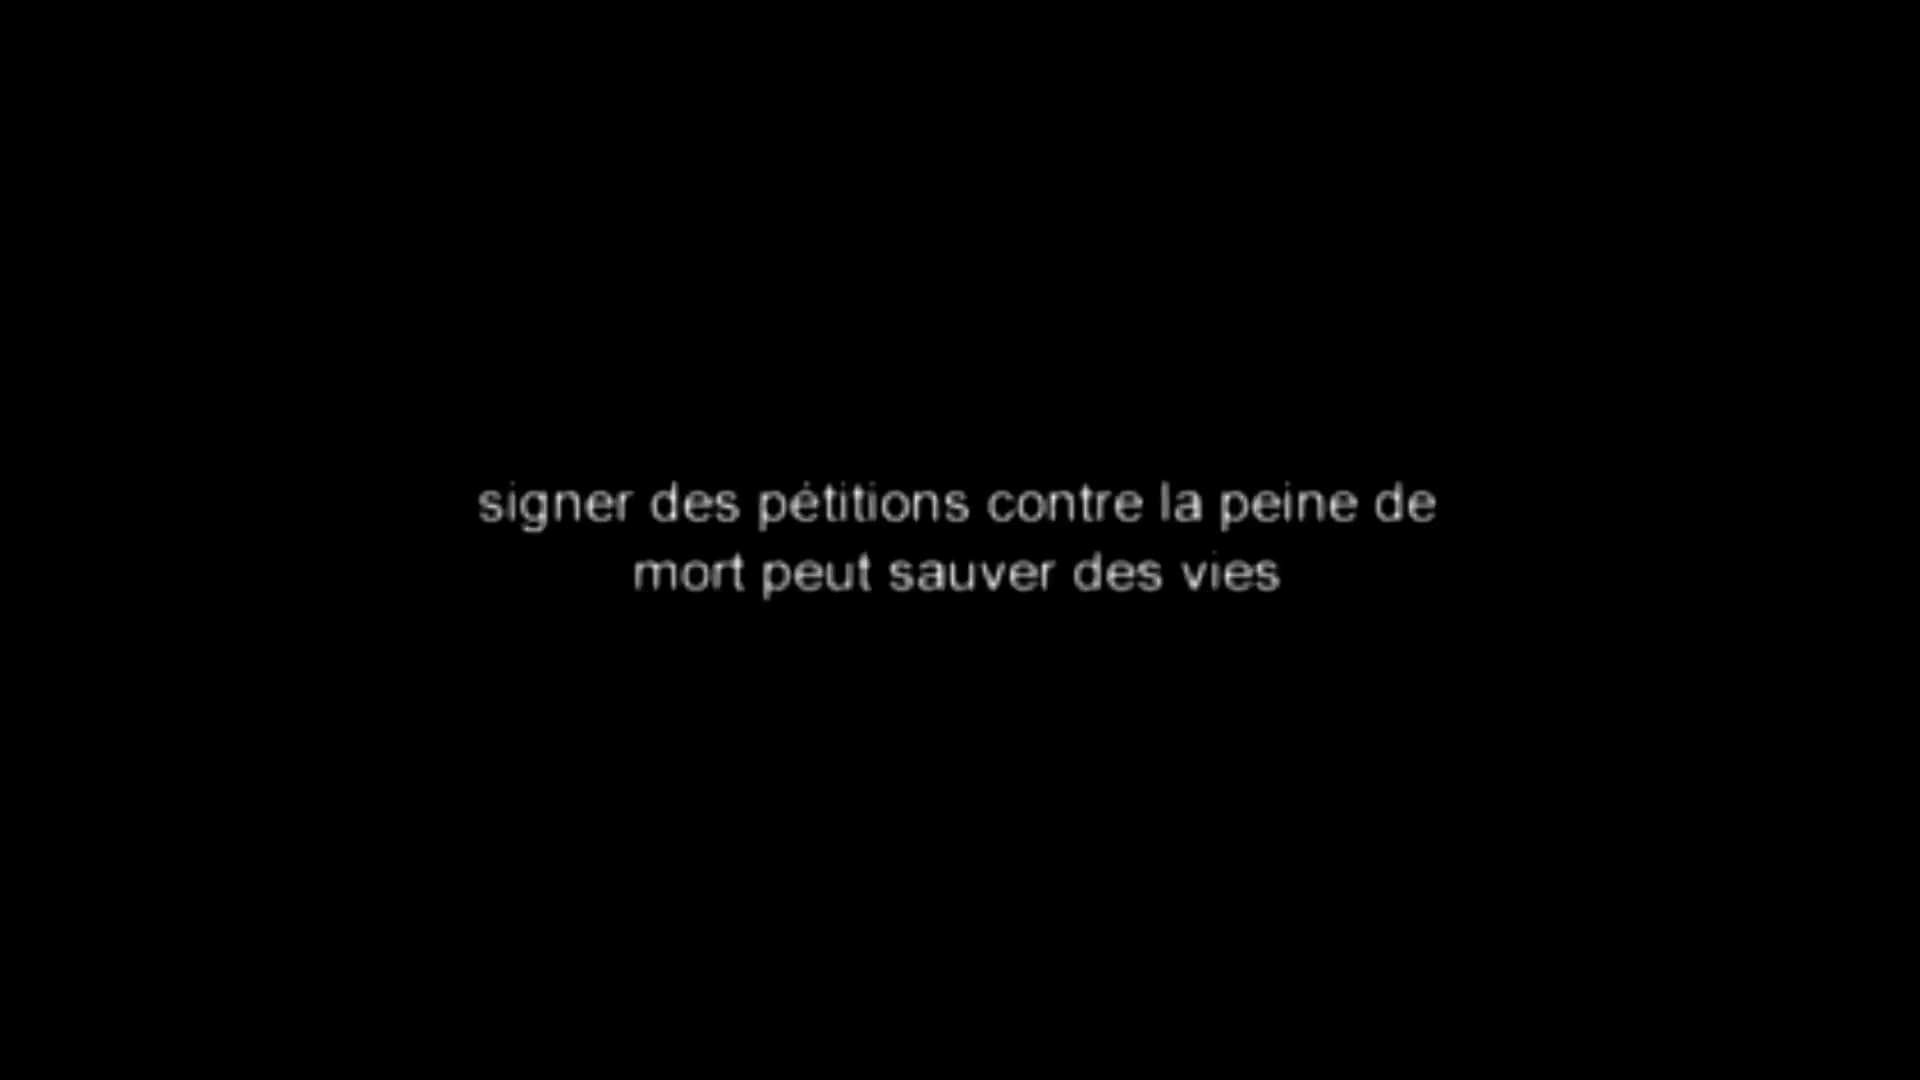 signer des pétitions contre la peine de
mort peut sauver des vies